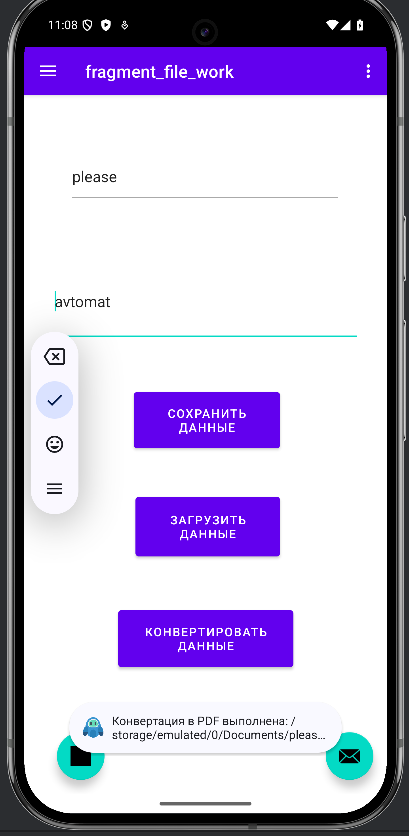 11:08
fragment_file_work
please
avtomat
СОХРАНИТЬ
ДАННЫЕ
ЗАГРУЗИТЬ
ДАННЫЕ
КОНВЕРТИРОВАТЬ
ДАННЫЕ
Конвертация в PDF выполнена: /
storage/emulated/0/Documents/pleas...